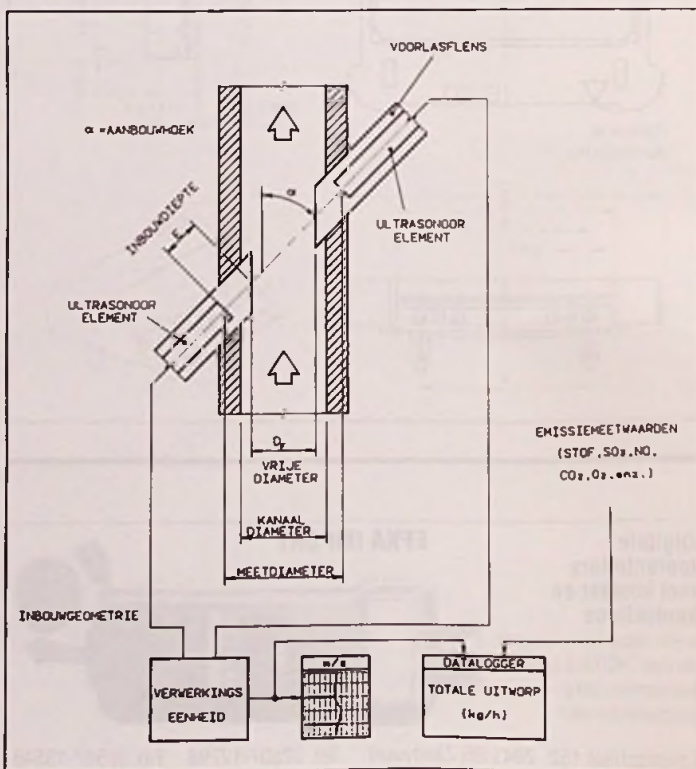 VOORLASFLENS
α =AANBOUWHOEK
α
INBOUWDIEPTE
E
ULTRASONOOR
ELEMENT
ULTRASONOOR
ELEMENT
EMISSIEMEETWAARDEN
(STOF,SO₂,NO,
CO₂,O₂,enz.)
VRIJE
DIAMETER
KANAAL
DIAMETER
MEETDIAMETER
INBOUWGEOMETRIE
VERWERKINGS
EENHEID
m/s
DATALOGGER
TOTALE UITWORP
(kg/h)